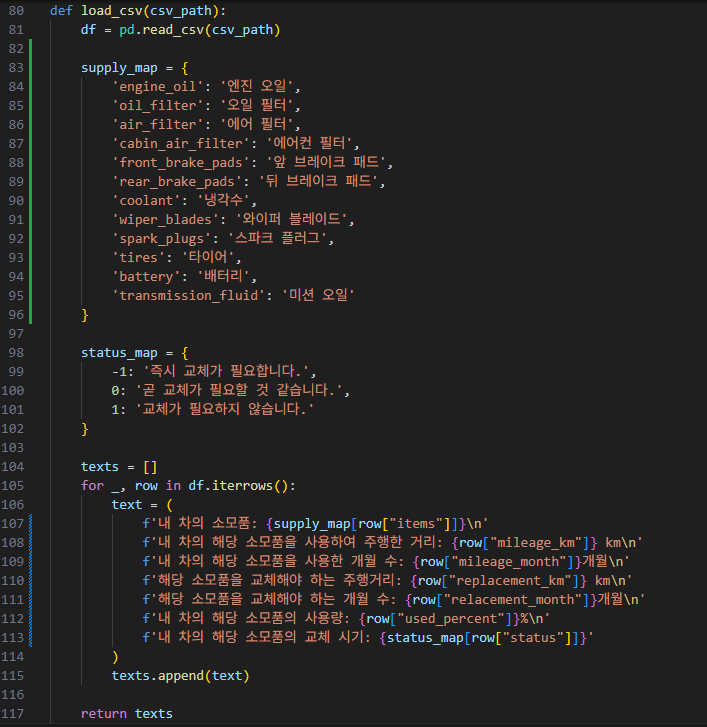 80 def load_csv(csv_path):
81     df = pd.read_csv(csv_path)
82
83     supply_map = {
84         'engine_oil': '엔진 오일',
85         'oil_filter': '오일 필터',
86         'air_filter': '에어 필터',
87         'cabin_air_filter': '에어컨 필터',
88         'front_brake_pads': '앞 브레이크 패드',
89         'rear_brake_pads': '뒤 브레이크 패드',
90         'coolant': '냉각수',
91         'wiper_blades': '와이퍼 블레이드',
92         'spark_plugs': '스파크 플러그',
93         'tires': '타이어',
94         'battery': '배터리',
95         'transmission_fluid': '미션 오일'
96     }
97
98     status_map = {
99         -1: '즉시 교체가 필요합니다.',
100         0: '곧 교체가 필요할 것 같습니다.',
101         1: '교체가 필요하지 않습니다.'
102     }
103
104     texts = []
105     for _, row in df.iterrows():
106         text = (
107             f'내 차의 소모품: {supply_map[row["items"]]}\n'
108             f'내 차의 해당 소모품을 사용하여 주행한 거리: {row["mileage_km"]} km\n'
109             f'내 차의 해당 소모품을 사용한 개월 수: {row["mileage_month"]}개월\n'
110             f'해당 소모품을 교체해야 하는 주행거리: {row["replacement_km"]} km\n'
111             f'해당 소모품을 교체해야 하는 개월 수: {row["relacement_month"]}개월\n'
112             f'내 차의 해당 소모품의 사용량: {row["used_percent"]}%\n'
113             f'내 차의 해당 소모품의 교체 시기: {status_map[row["status"]]}'
114         )
115         texts.append(text)
116
117     return texts